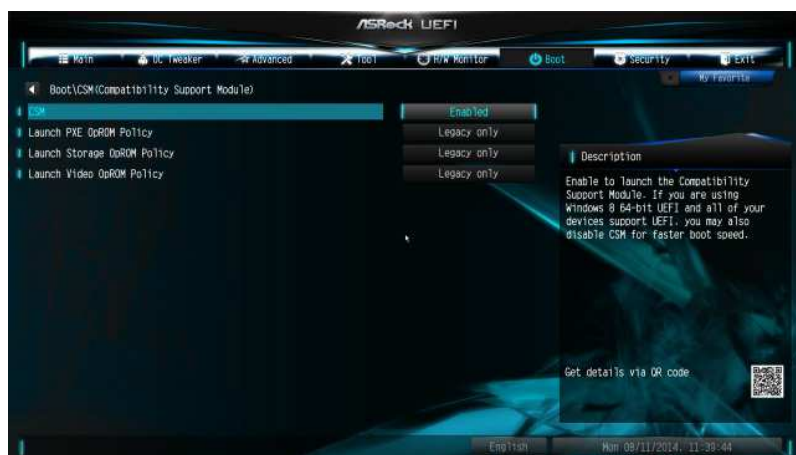 ASRock UEFI
Main
OC Tweaker
Advanced
Tool
H/W Monitor
Boot
Security
Exit
My Favorite
Boot\CSM(Compatibility Support Module)
CSM
Enabled
Launch PXE OpROM Policy
Legacy only
Launch Storage OpROM Policy
Legacy only
Launch Video OpROM Policy
Legacy only
Description
Enable to launch the Compatibility
Support Module. If you are using
Windows 8 64-bit UEFI and all of your
devices support UEFI, you may also
disable CSM for faster boot speed.
Get details via QR code
English
Mon 08/11/2014, 11:39:44